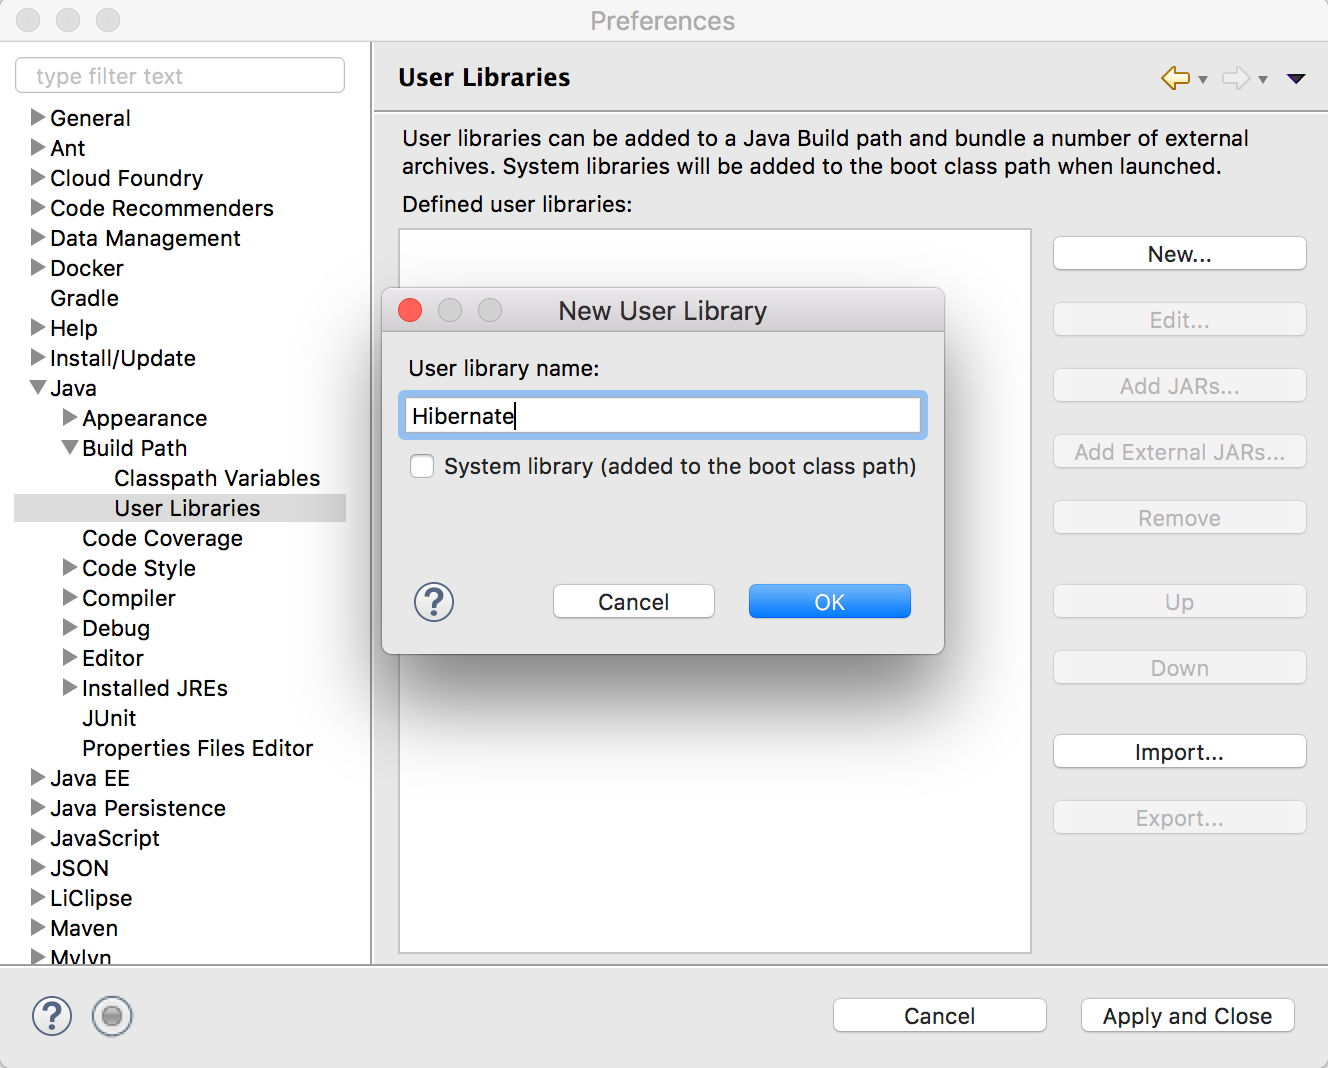 Preferences
type filter text
General
Ant
Cloud Foundry
Code Recommenders
Data Management
Docker
Gradle
Help
Install/Update
Java
Appearance
Build Path
Classpath Variables
User Libraries
Code Coverage
Code Style
Compiler
Debug
Editor
Installed JREs
JUnit
Properties Files Editor
Java EE
Java Persistence
JavaScript
JSON
LiClipse
Maven
Mylyn
User Libraries
User libraries can be added to a Java Build path and bundle a number of external
archives. System libraries will be added to the boot class path when launched.
Defined user libraries:
New...
Edit...
Add JARs...
Add External JARs...
Remove
Up
Down
Import...
Export...
New User Library
User library name:
Hibernate
System library (added to the boot class path)
?
Cancel
OK
?
Cancel
Apply and Close